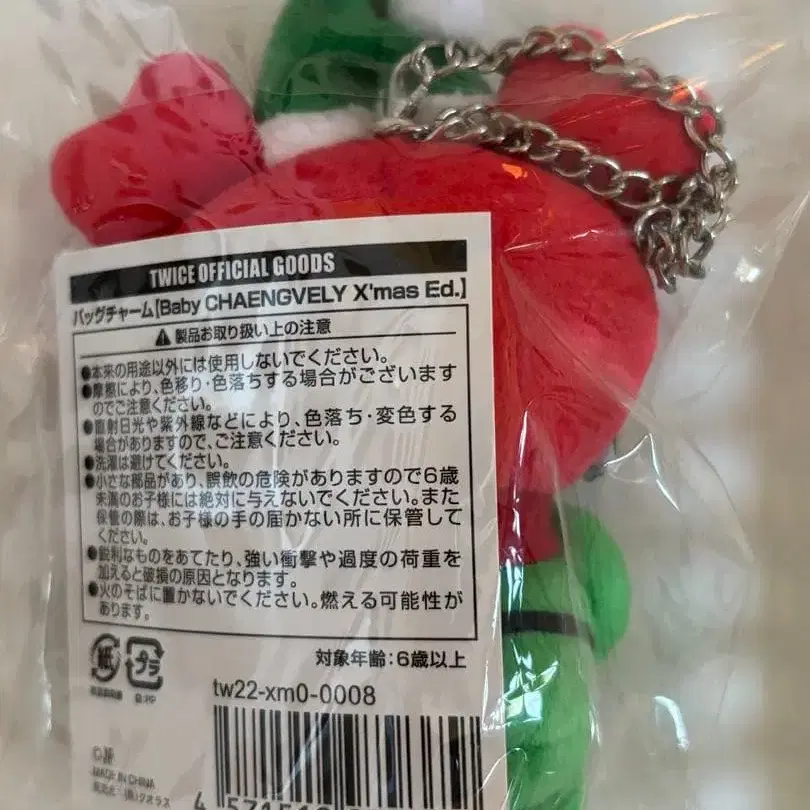 TWICE OFFICIAL GOODS
バッグチャーム【Baby CHAENGVELY X'mas Ed.】
⚠製品お取り扱い上の注意
●本来の用途以外には使用しないでください。
●摩擦により、色移り・色落ちする場合がございます
のでご注意ください。
●直射日光や紫外線などにより、色落ち・変色する
場合がありますので、ご注意ください。
●洗濯は避けてください。
●小さな部品があり、誤飲の危険がありますので6歳
未満のお子様には絶対に与えないでください。また
保管の際は、お子様の手の届かない所に保管して
ください。
●鋭利なものをあてたり、強い衝撃や過度の荷重を
加えると破損の原因となります。
●火のそばに置かないでください。燃える可能性が
あります。
紙 プラ
対象年齢:6歳以上
tw22-xm0-0008
MADE IN CHINA